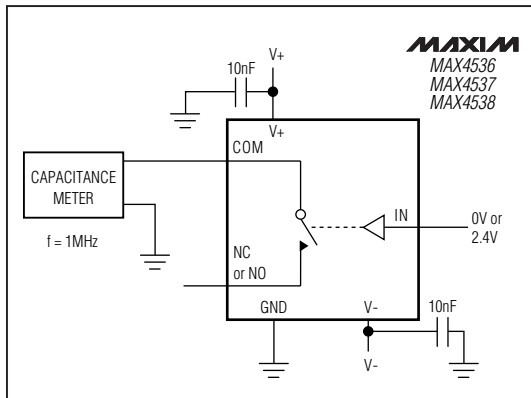 MAXIM
MAX4536
MAX4537
MAX4538
V+
10nF
V+
COM
CAPACITANCE
METER
f = 1MHz
IN
0V or
2.4V
NC
or NO
GND
V-
10nF
V-